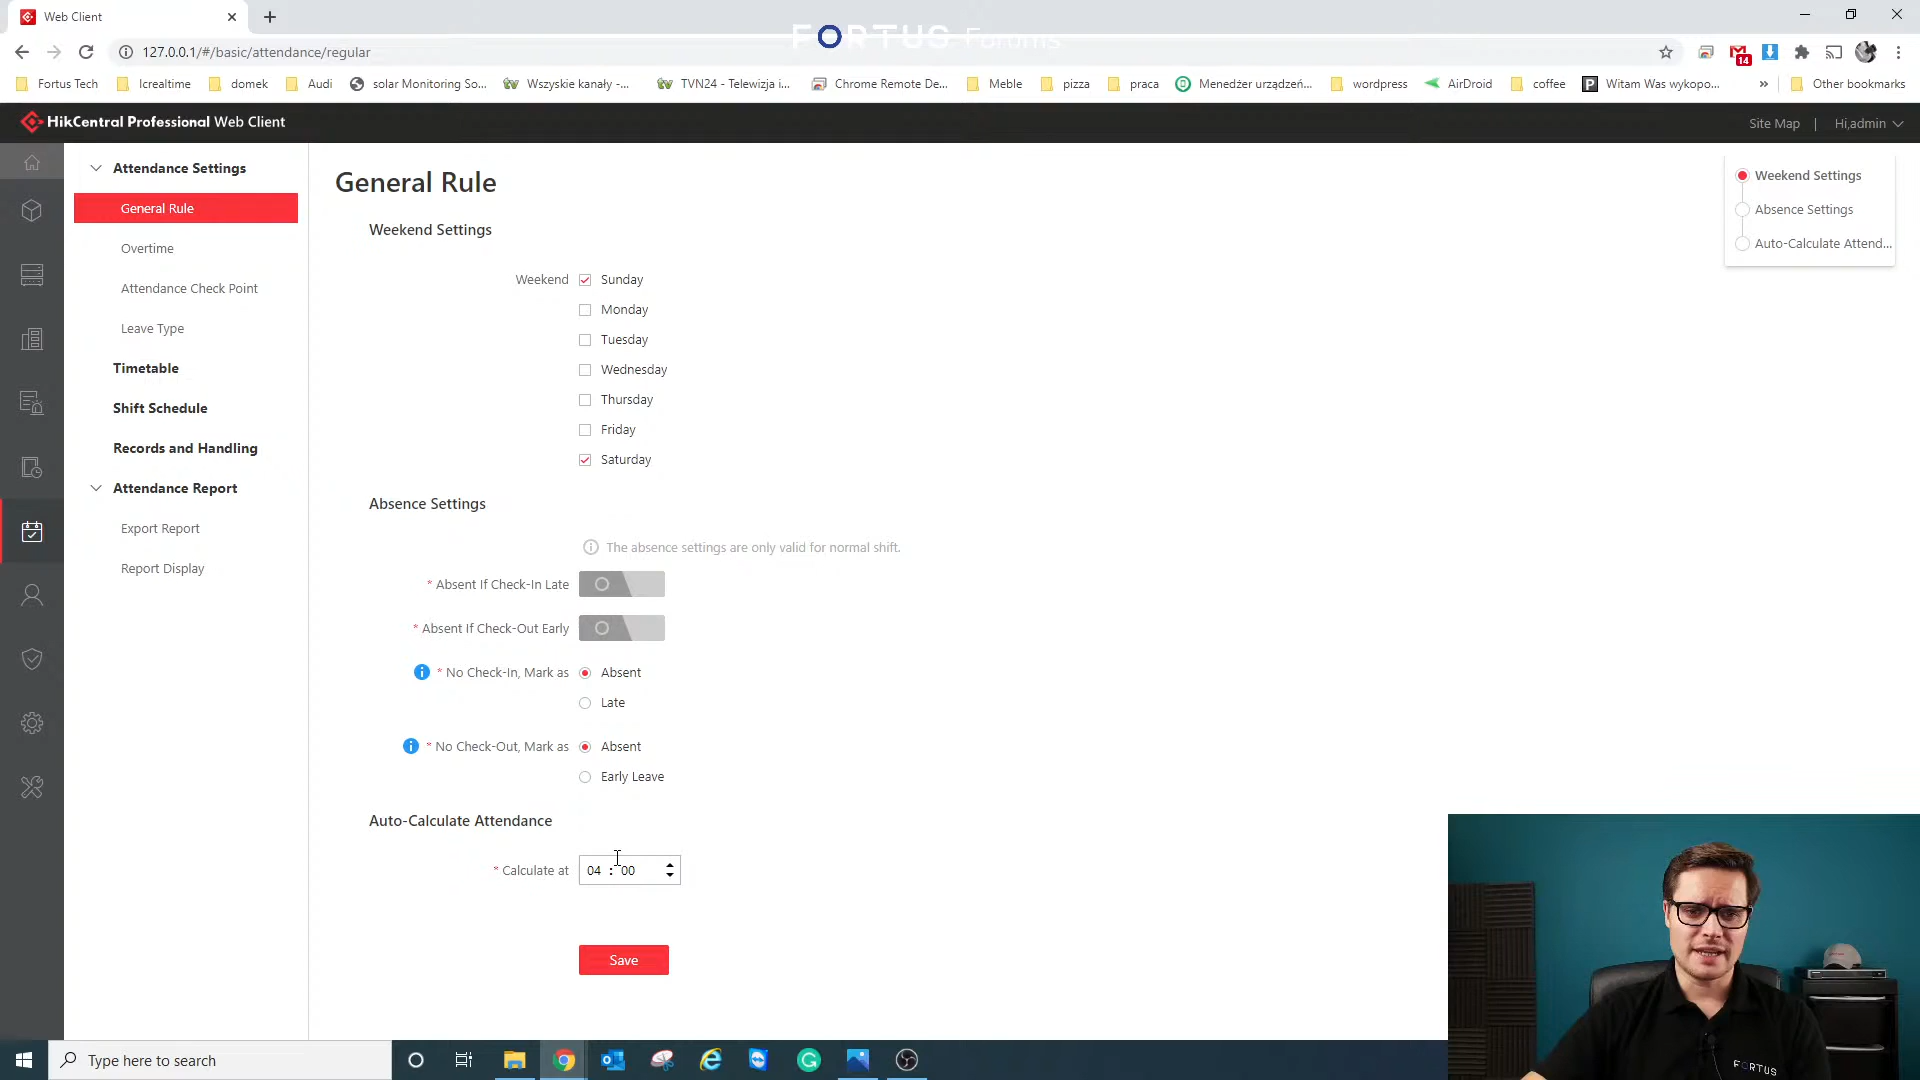 Web Client
127.0.0.1/#/basic/attendance/regular
FORTUS Forums
14
Fortus Tech
Icrealtime
domek
Audi
solar Monitoring So...
Wszyskie kanały -...
TVN24 - Telewizja i...
Chrome Remote De...
Meble
pizza
praca
Menedżer urządzeń...
wordpress
AirDroid
coffee
Witam Was wykopo...
»
Other bookmarks
HikCentral Professional Web Client
Site Map | Hi,admin
Attendance Settings
General Rule
Overtime
Attendance Check Point
Leave Type
Timetable
Shift Schedule
Records and Handling
Attendance Report
Export Report
Report Display
General Rule
Weekend Settings
Weekend Sunday
Monday
Tuesday
Wednesday
Thursday
Friday
Saturday
Absence Settings
The absence settings are only valid for normal shift.
* Absent If Check-In Late
* Absent If Check-Out Early
* No Check-In, Mark as Absent
Late
* No Check-Out, Mark as Absent
Early Leave
Auto-Calculate Attendance
* Calculate at 04 : 00
Save
Weekend Settings
Absence Settings
Auto-Calculate Attend...
FORTUS
Type here to search